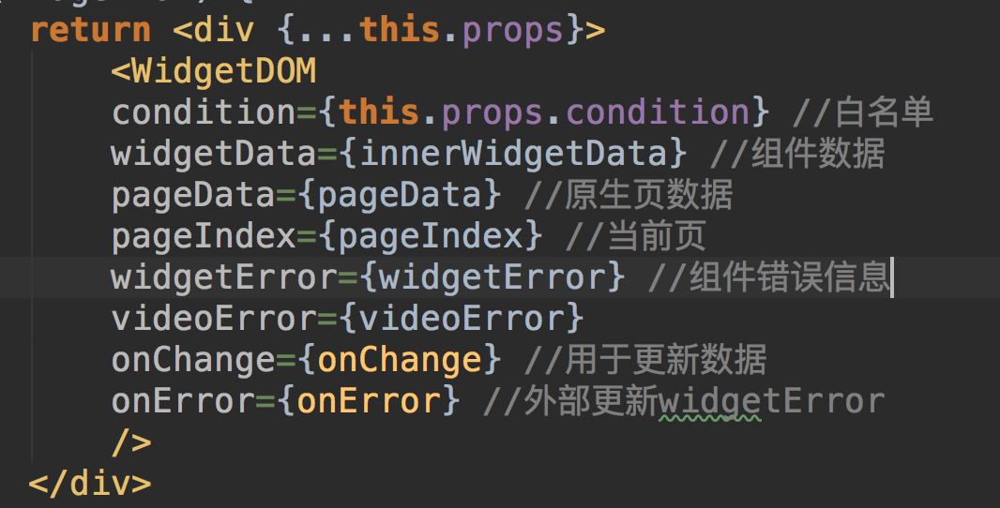 return <div {...this.props}>
<WidgetDOM
condition={this.props.condition} //白名单
widgetData={innerWidgetData} //组件数据
pageData={pageData} //原生页数据
pageIndex={pageIndex} //当前页
widgetError={widgetError} //组件错误信息
videoError={videoError}
onChange={onChange} //用于更新数据
onError={onError} //外部更新widgetError
/>
</div>